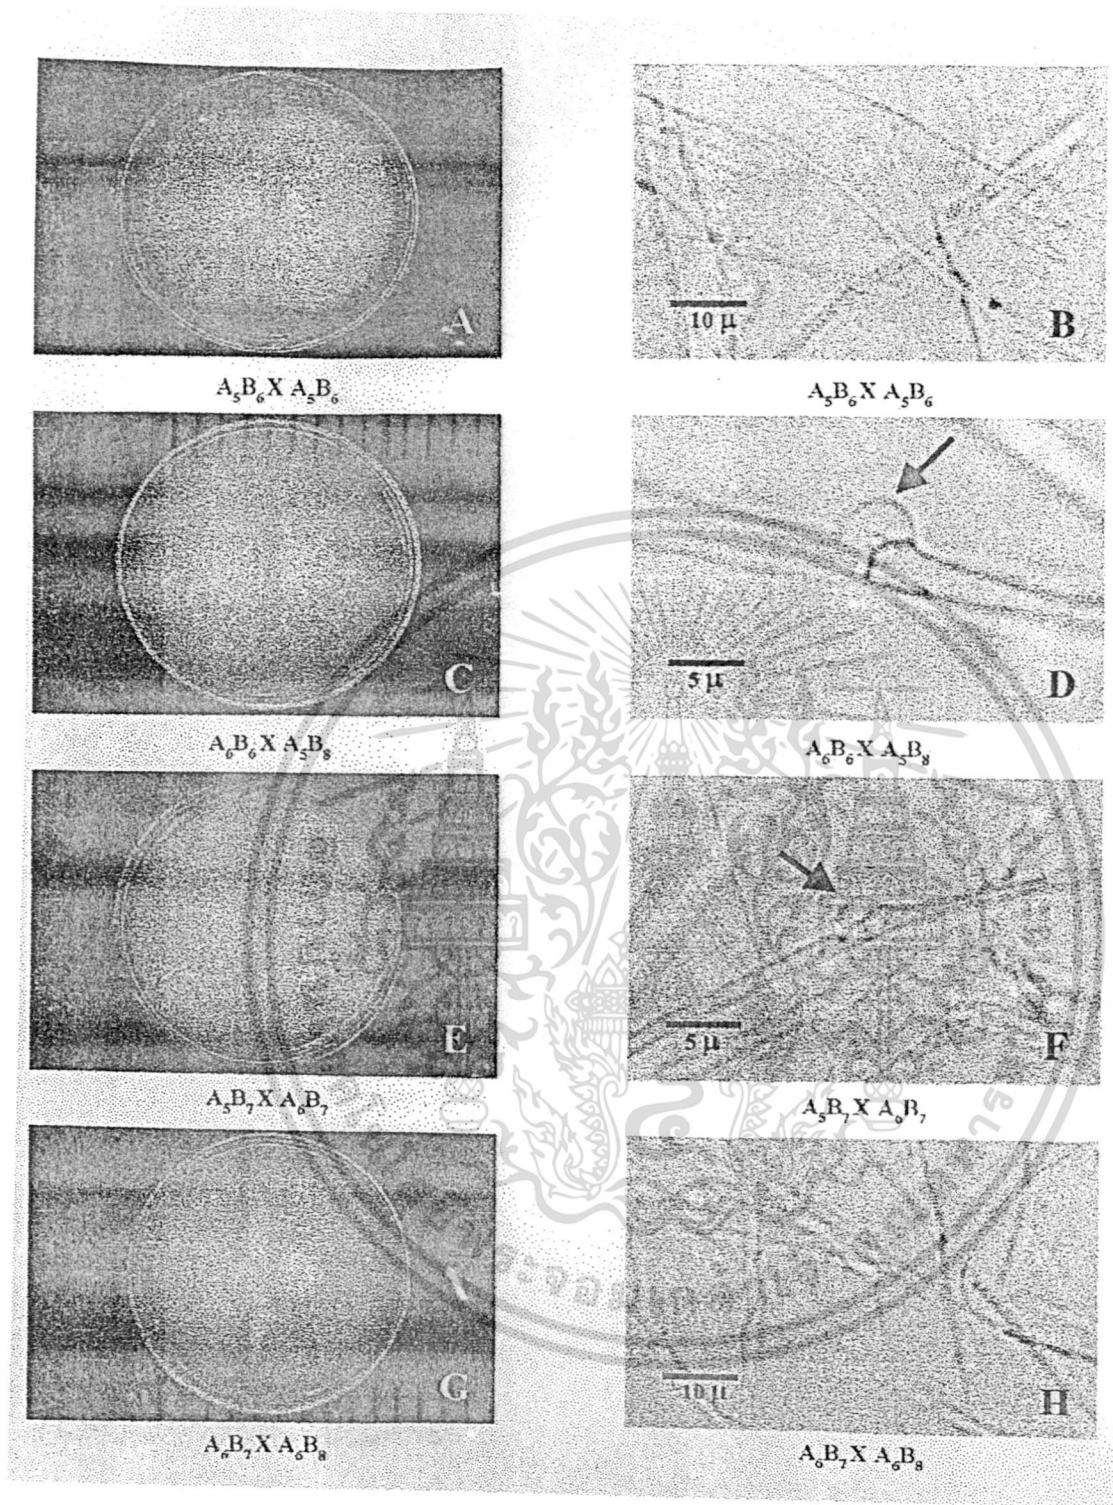 A
10 μ
B
A₅B₆ X A₅B₆
A₅B₆ X A₅B₆
C
5 μ
D
A₆B₆ X A₅B₈
A₆B₆ X A₅B₈
E
5 μ
F
A₅B₇ X A₆B₇
A₅B₇ X A₆B₇
G
10 μ
H
A₆B₇ X A₆B₈
A₆B₇ X A₆B₈